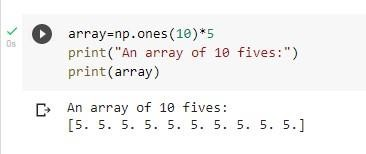 array=np.ones(10)*5
print("An array of 10 fives:")
print(array)
0s
An array of 10 fives:
[5. 5. 5. 5. 5. 5. 5. 5. 5. 5.]